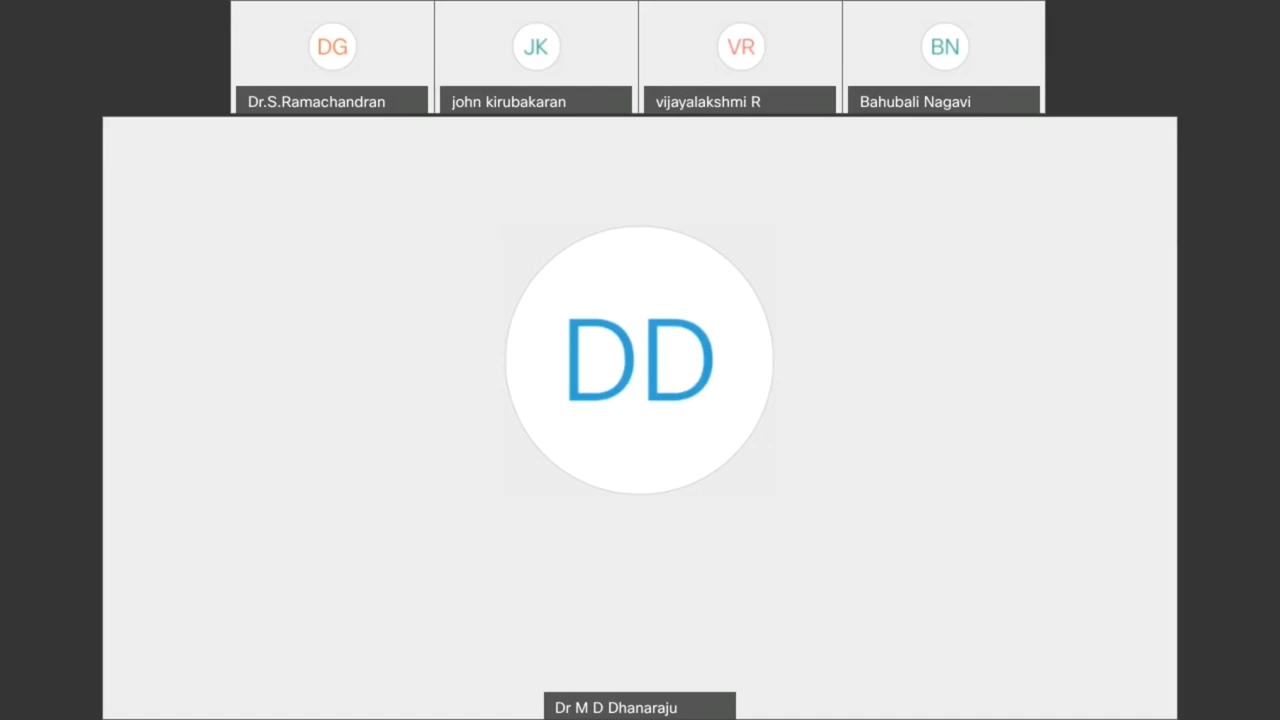 DG
JK
VR
BN
Dr.S.Ramachandran
john kirubakaran
vijayalakshmi R
Bahubali Nagavi
DD
Dr M D Dhanaraju